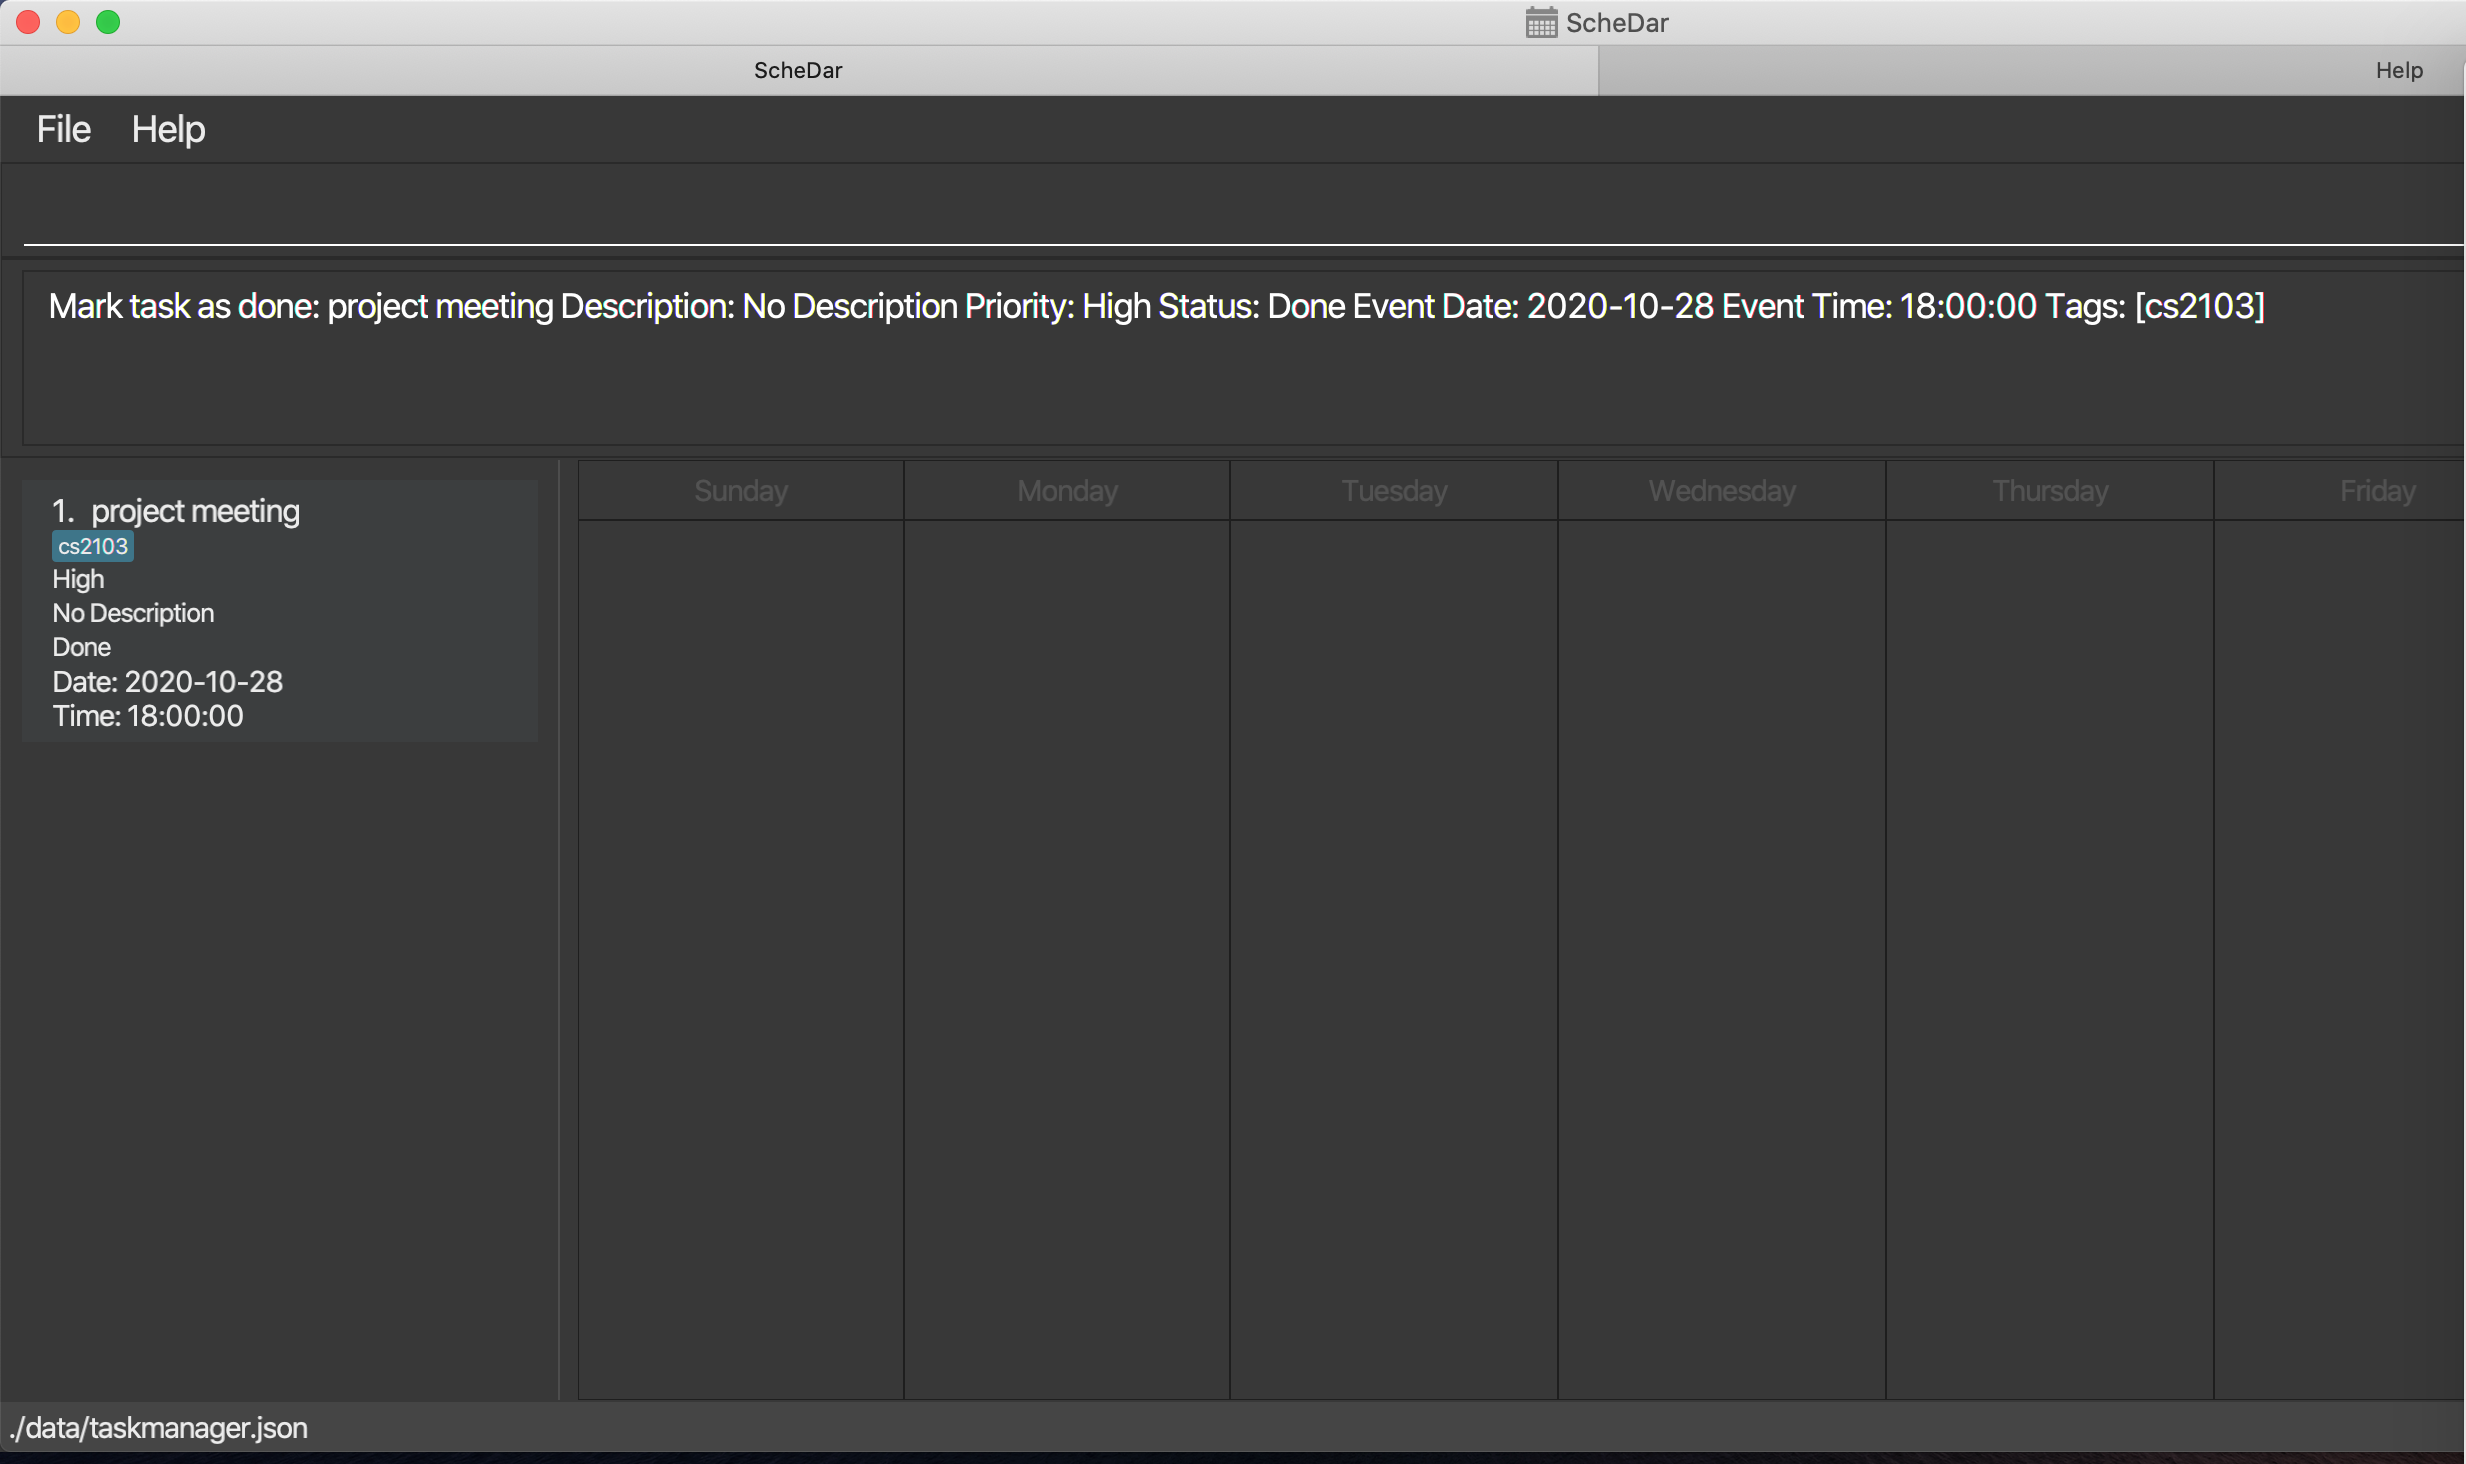 ScheDar
ScheDar Help
File Help
Mark task as done: project meeting Description: No Description Priority: High Status: Done Event Date: 2020-10-28 Event Time: 18:00:00 Tags: [cs2103]
Sunday Monday Tuesday Wednesday Thursday Friday
1. project meeting
cs2103
High
No Description
Done
Date: 2020-10-28
Time: 18:00:00
./data/taskmanager.json